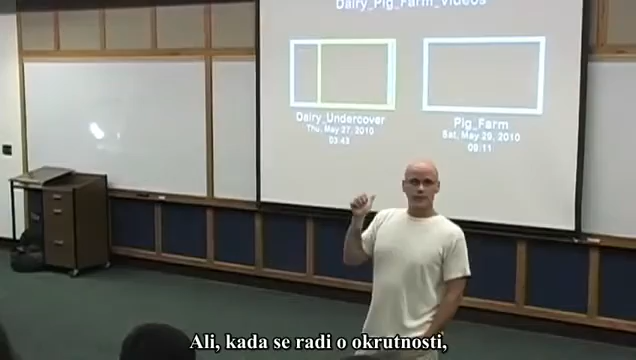 Dairy_Pig_Farm_Videos
Dairy_Undercover
Thu, May 27, 2010
03:43
Pig_Farm
Sat, May 29, 2010
08:11
Ali, kada se radi o okrutnosti,